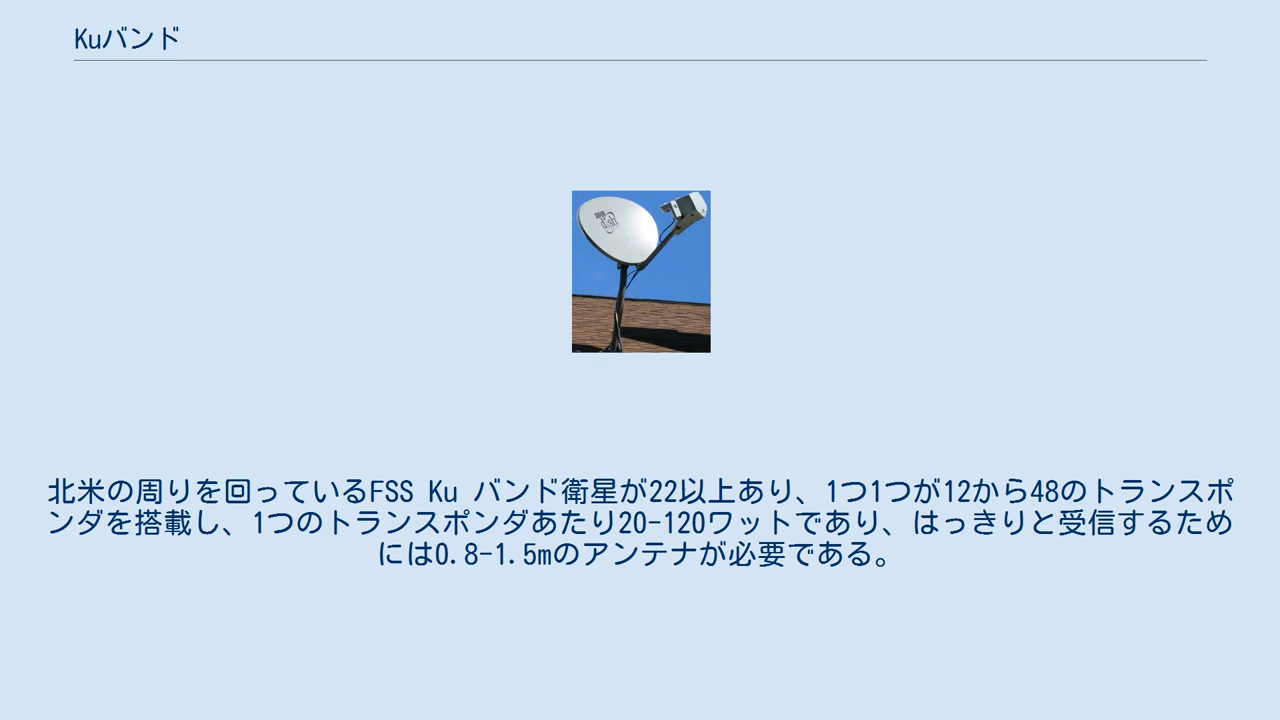 Kuバンド
北米の周りを回っているFSS Ku バンド衛星が22以上あり、1つ1つが12から48のトランスポ
ンダを搭載し、1つのトランスポンダあたり20-120ワットであり、はっきりと受信するため
には0.8-1.5mのアンテナが必要である。